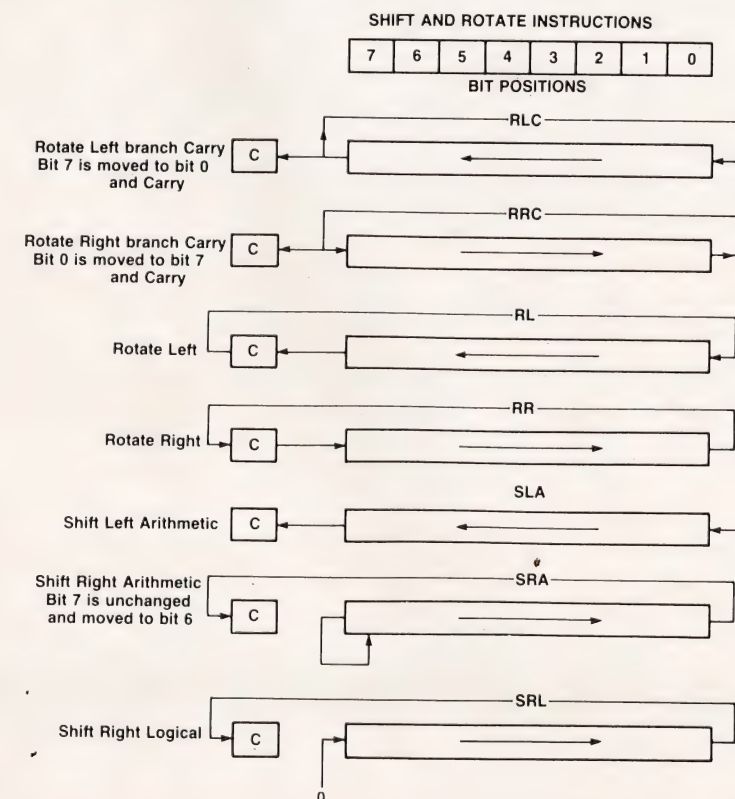 SHIFT AND ROTATE INSTRUCTIONS
7 6 5 4 3 2 1 0
BIT POSITIONS
RLC
Rotate Left branch Carry
Bit 7 is moved to bit 0
and Carry
C
RRC
Rotate Right branch Carry
Bit 0 is moved to bit 7
and Carry
C
RL
Rotate Left
C
RR
Rotate Right
C
SLA
Shift Left Arithmetic
C
SRA
Shift Right Arithmetic
Bit 7 is unchanged
and moved to bit 6
C
SRL
Shift Right Logical
C
0